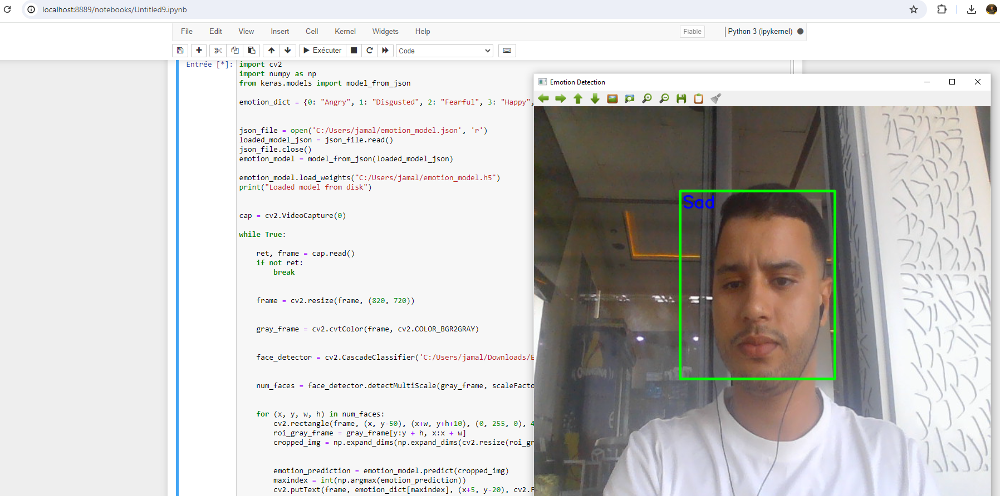 localhost:8889/notebooks/Untitled9.ipynb
File Edit View Insert Cell Kernel Widgets Help
Fiable
Python 3 (ipykernel)
Exécuter
Code
Entrée [*]:
import cv2
import numpy as np
from keras.models import model_from_json
emotion_dict = {0: "Angry", 1: "Disgusted", 2: "Fearful", 3: "Happy",
json_file = open('C:/Users/jamal/emotion_model.json', 'r')
loaded_model_json = json_file.read()
json_file.close()
emotion_model = model_from_json(loaded_model_json)
emotion_model.load_weights("C:/Users/jamal/emotion_model.h5")
print("Loaded model from disk")
cap = cv2.VideoCapture(0)
while True:
ret, frame = cap.read()
if not ret:
break
frame = cv2.resize(frame, (820, 720))
gray_frame = cv2.cvtColor(frame, cv2.COLOR_BGR2GRAY)
face_detector = cv2.CascadeClassifier('C:/Users/jamal/Downloads/E
num_faces = face_detector.detectMultiScale(gray_frame, scaleFacto
for (x, y, w, h) in num_faces:
cv2.rectangle(frame, (x, y-50), (x+w, y+h+10), (0, 255, 0), 4
roi_gray_frame = gray_frame[y:y + h, x:x + w]
cropped_img = np.expand_dims(np.expand_dims(cv2.resize(roi_gr
emotion_prediction = emotion_model.predict(cropped_img)
maxindex = int(np.argmax(emotion_prediction))
cv2.putText(frame, emotion_dict[maxindex], (x+5, y-20), cv2.F
Emotion Detection
Sad